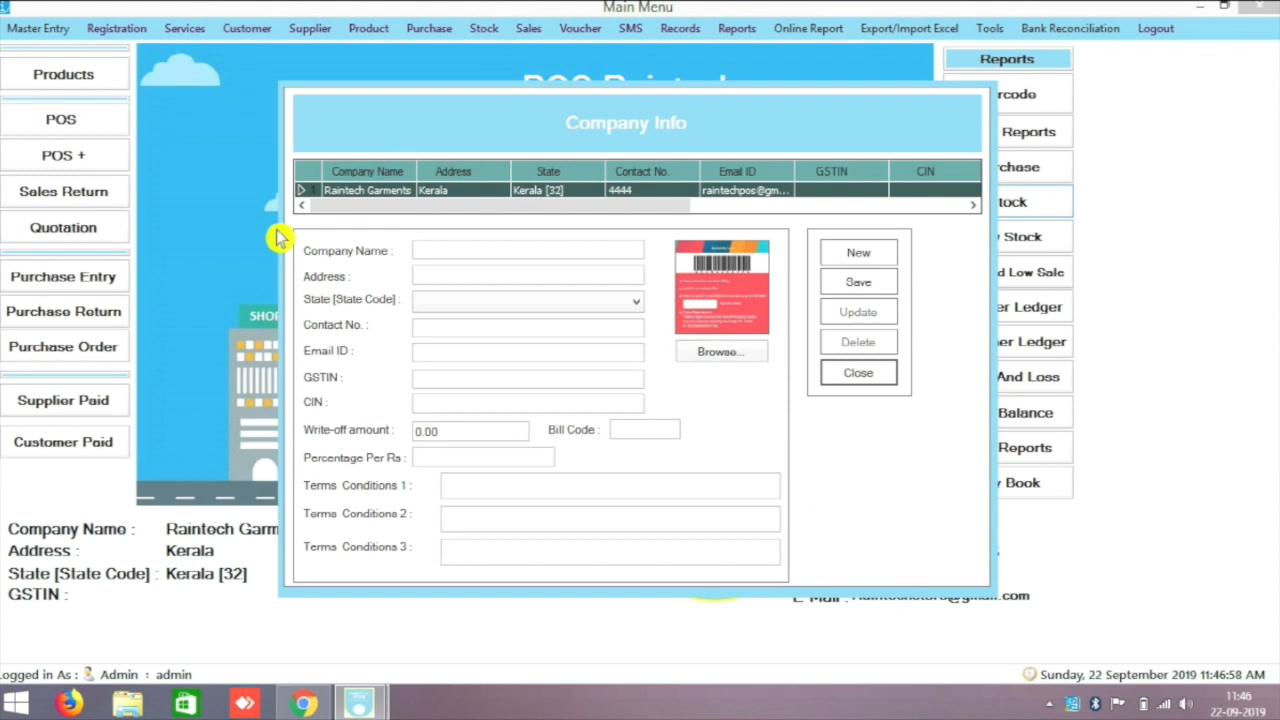 Main Menu
Master Entry Registration Services Customer Supplier Product Purchase Stock Sales Voucher SMS Records Reports Online Report Export/Import Excel Tools Bank Reconciliation Logout
Products
POS
POS +
Sales Return
Quotation
Purchase Entry
Purchase Return
Purchase Order
Supplier Paid
Customer Paid
Company Info
Company Name Address State Contact No. Email ID GSTIN CIN
1 Raintech Garments Kerala Kerala [32] 4444 raintechpos@gm...
Company Name :
Address :
State [State Code] :
Contact No. :
Email ID :
GSTIN :
CIN :
Write-off amount : 0.00 Bill Code :
Percentage Per Rs :
Terms Conditions 1 :
Terms Conditions 2 :
Terms Conditions 3 :
Browse...
New
Save
Update
Delete
Close
Reports
rcode
Reports
chase
tock
Stock
d Low Sale
er Ledger
er Ledger
And Loss
Balance
Reports
y Book
SHO
Company Name : Raintech Garm
Address : Kerala
State [State Code] : Kerala [32]
GSTIN :
E-Mail : @gmail.com
ogged in As : Admin : admin
Sunday, 22 September 2019 11:46:58 AM
11:46
22-09-2019